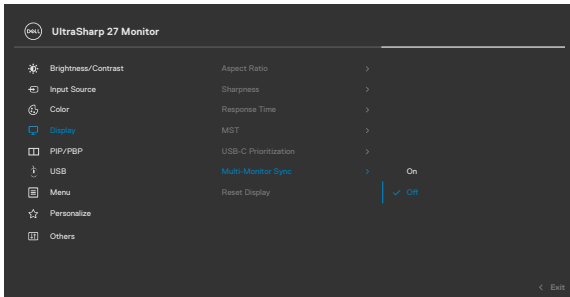 DELL UltraSharp 27 Monitor
Brightness/Contrast Aspect Ratio
Input Source Sharpness
Color Response Time
Display MST
PIP/PBP USB-C Prioritization
USB Multi-Monitor Sync On
Menu Reset Display Off
Personalize
Others
Exit